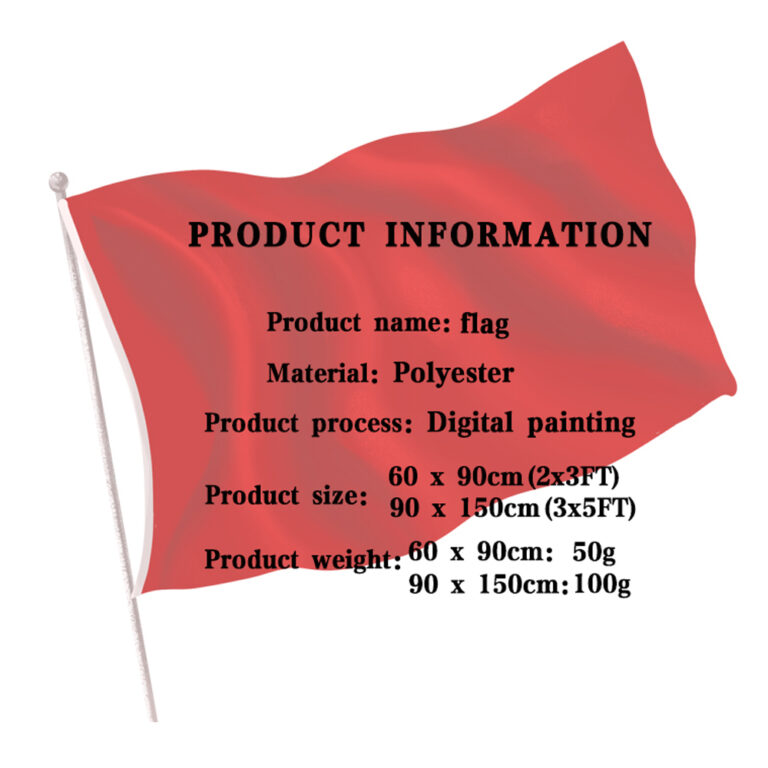 PRODUCT INFORMATION
Product name: flag
Material: Polyester
Product process: Digital painting
Product size: 60 x 90cm (2x3FT)
90 x 150cm (3x5FT)
Product weight: 60 x 90cm: 50g
90 x 150cm: 100g